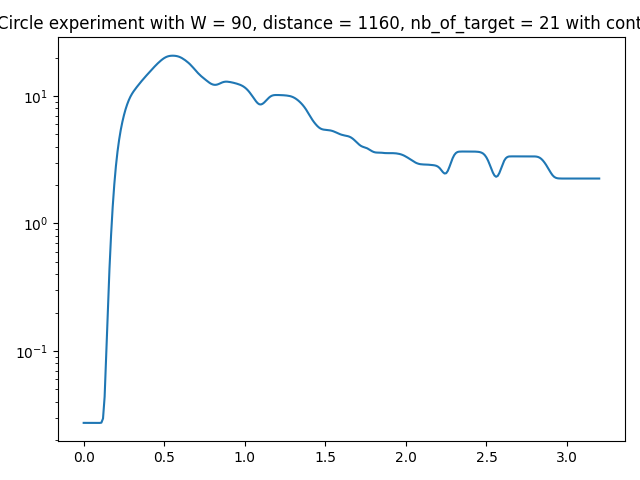 Circle experiment with W = 90, distance = 1160, nb_of_target = 21 with cont
10¹
10⁰
10⁻¹
0.0 0.5 1.0 1.5 2.0 2.5 3.0